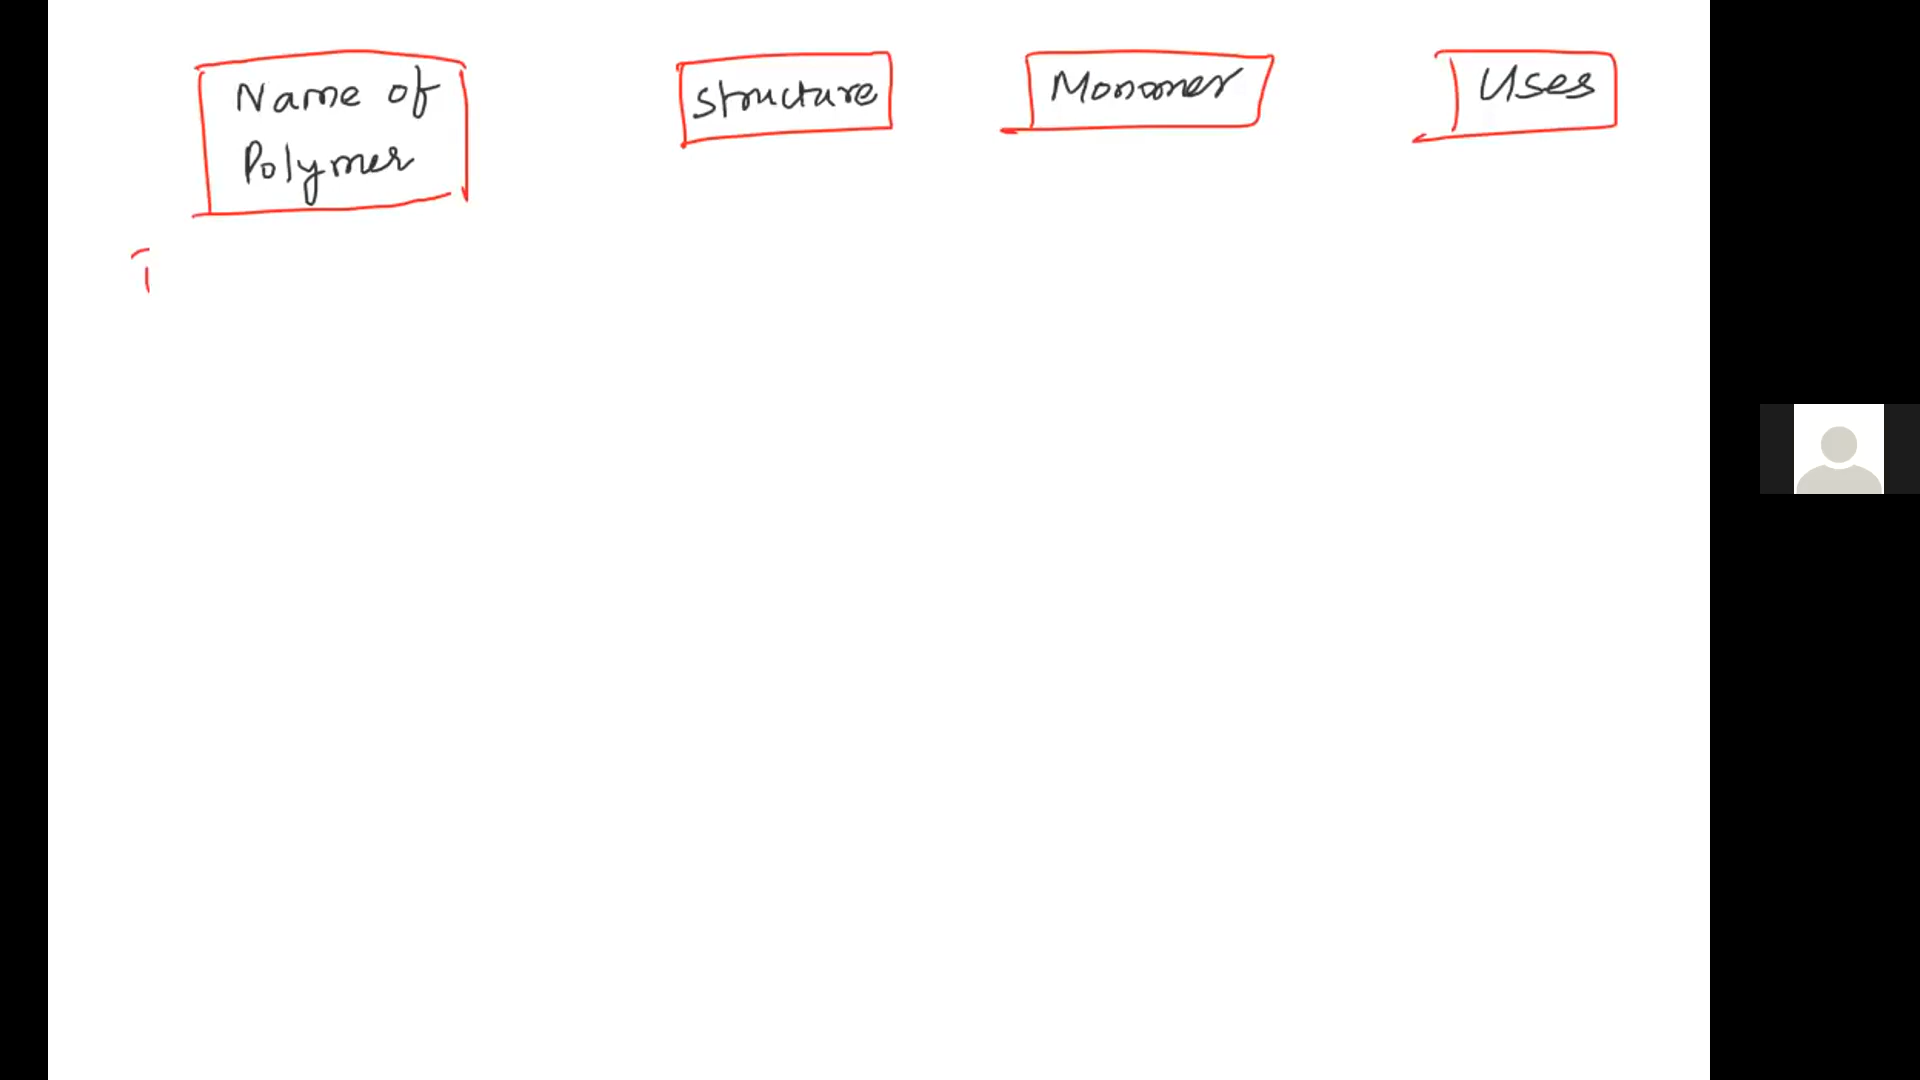 Name of
Polymer
Structure
Monomer
Uses